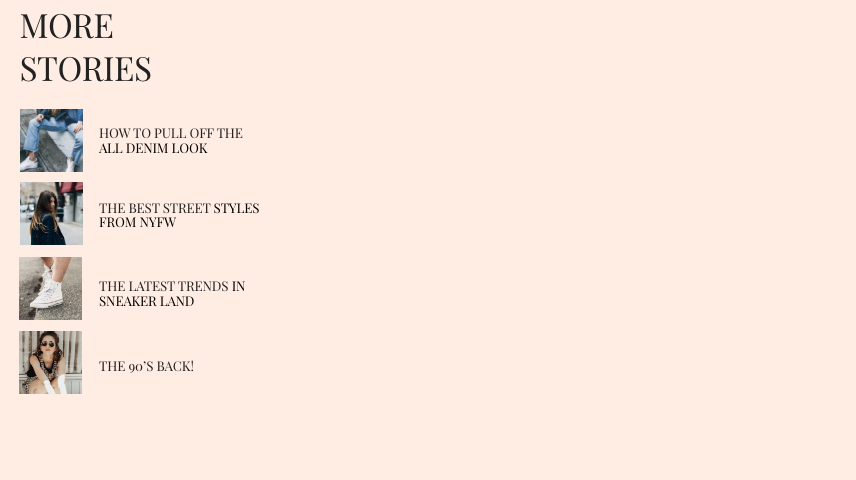 MORE
STORIES
HOW TO PULL OFF THE
ALL DENIM LOOK
THE BEST STREET STYLES
FROM NYFW
THE LATEST TRENDS IN
SNEAKER LAND
THE 90'S BACK!